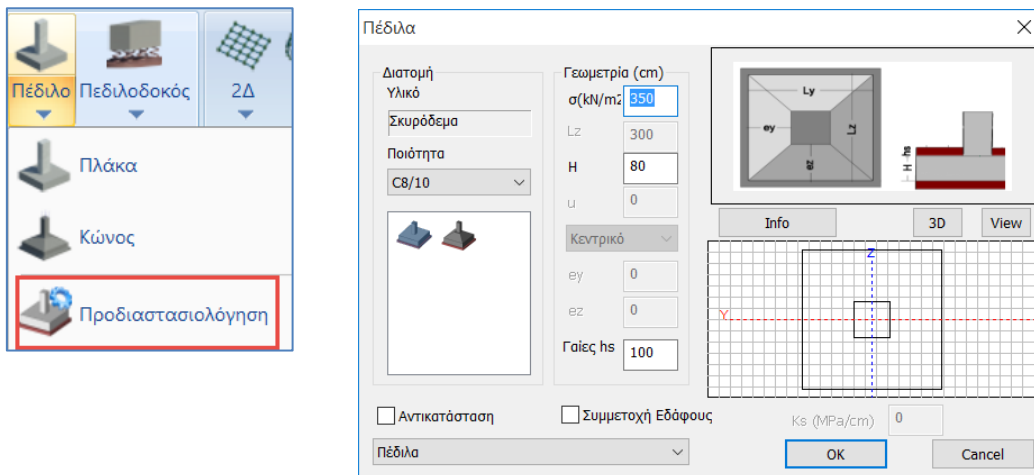 Πέδιλο Πεδιλοδοκός 2Δ
Πλάκα
Κώνος
Προδιαστασιολόγηση
Πέδιλα
Διατομή
Υλικό
Σκυρόδεμα
Ποιότητα
C8/10
Γεωμετρία (cm)
σ(kN/m2 350
Lz 300
H 80
u 0
Κεντρικό
ey 0
ez 0
Γαίες hs 100
Ly
ey
Lz
ez
hs
H
Info 3D View
Z
Y
Αντικατάσταση
Συμμετοχή Εδάφους
Ks (MPa/cm) 0
Πέδιλα
OK Cancel